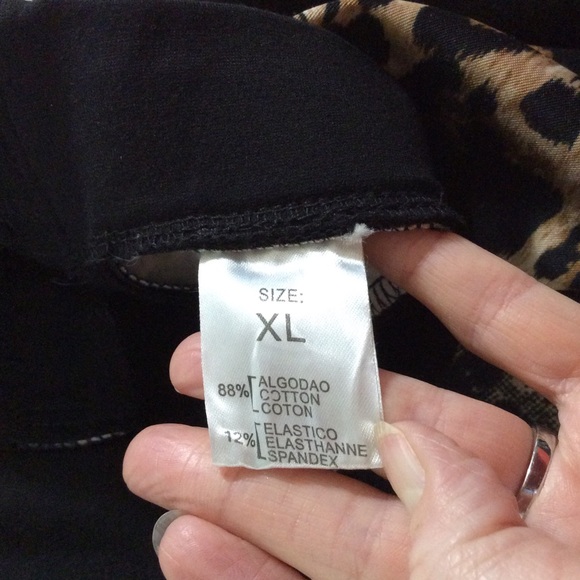 SIZE:
XL
88% ALGODAO
COTTON
COTON
12% ELASTICO
ELASTHANNE
SPANDEX